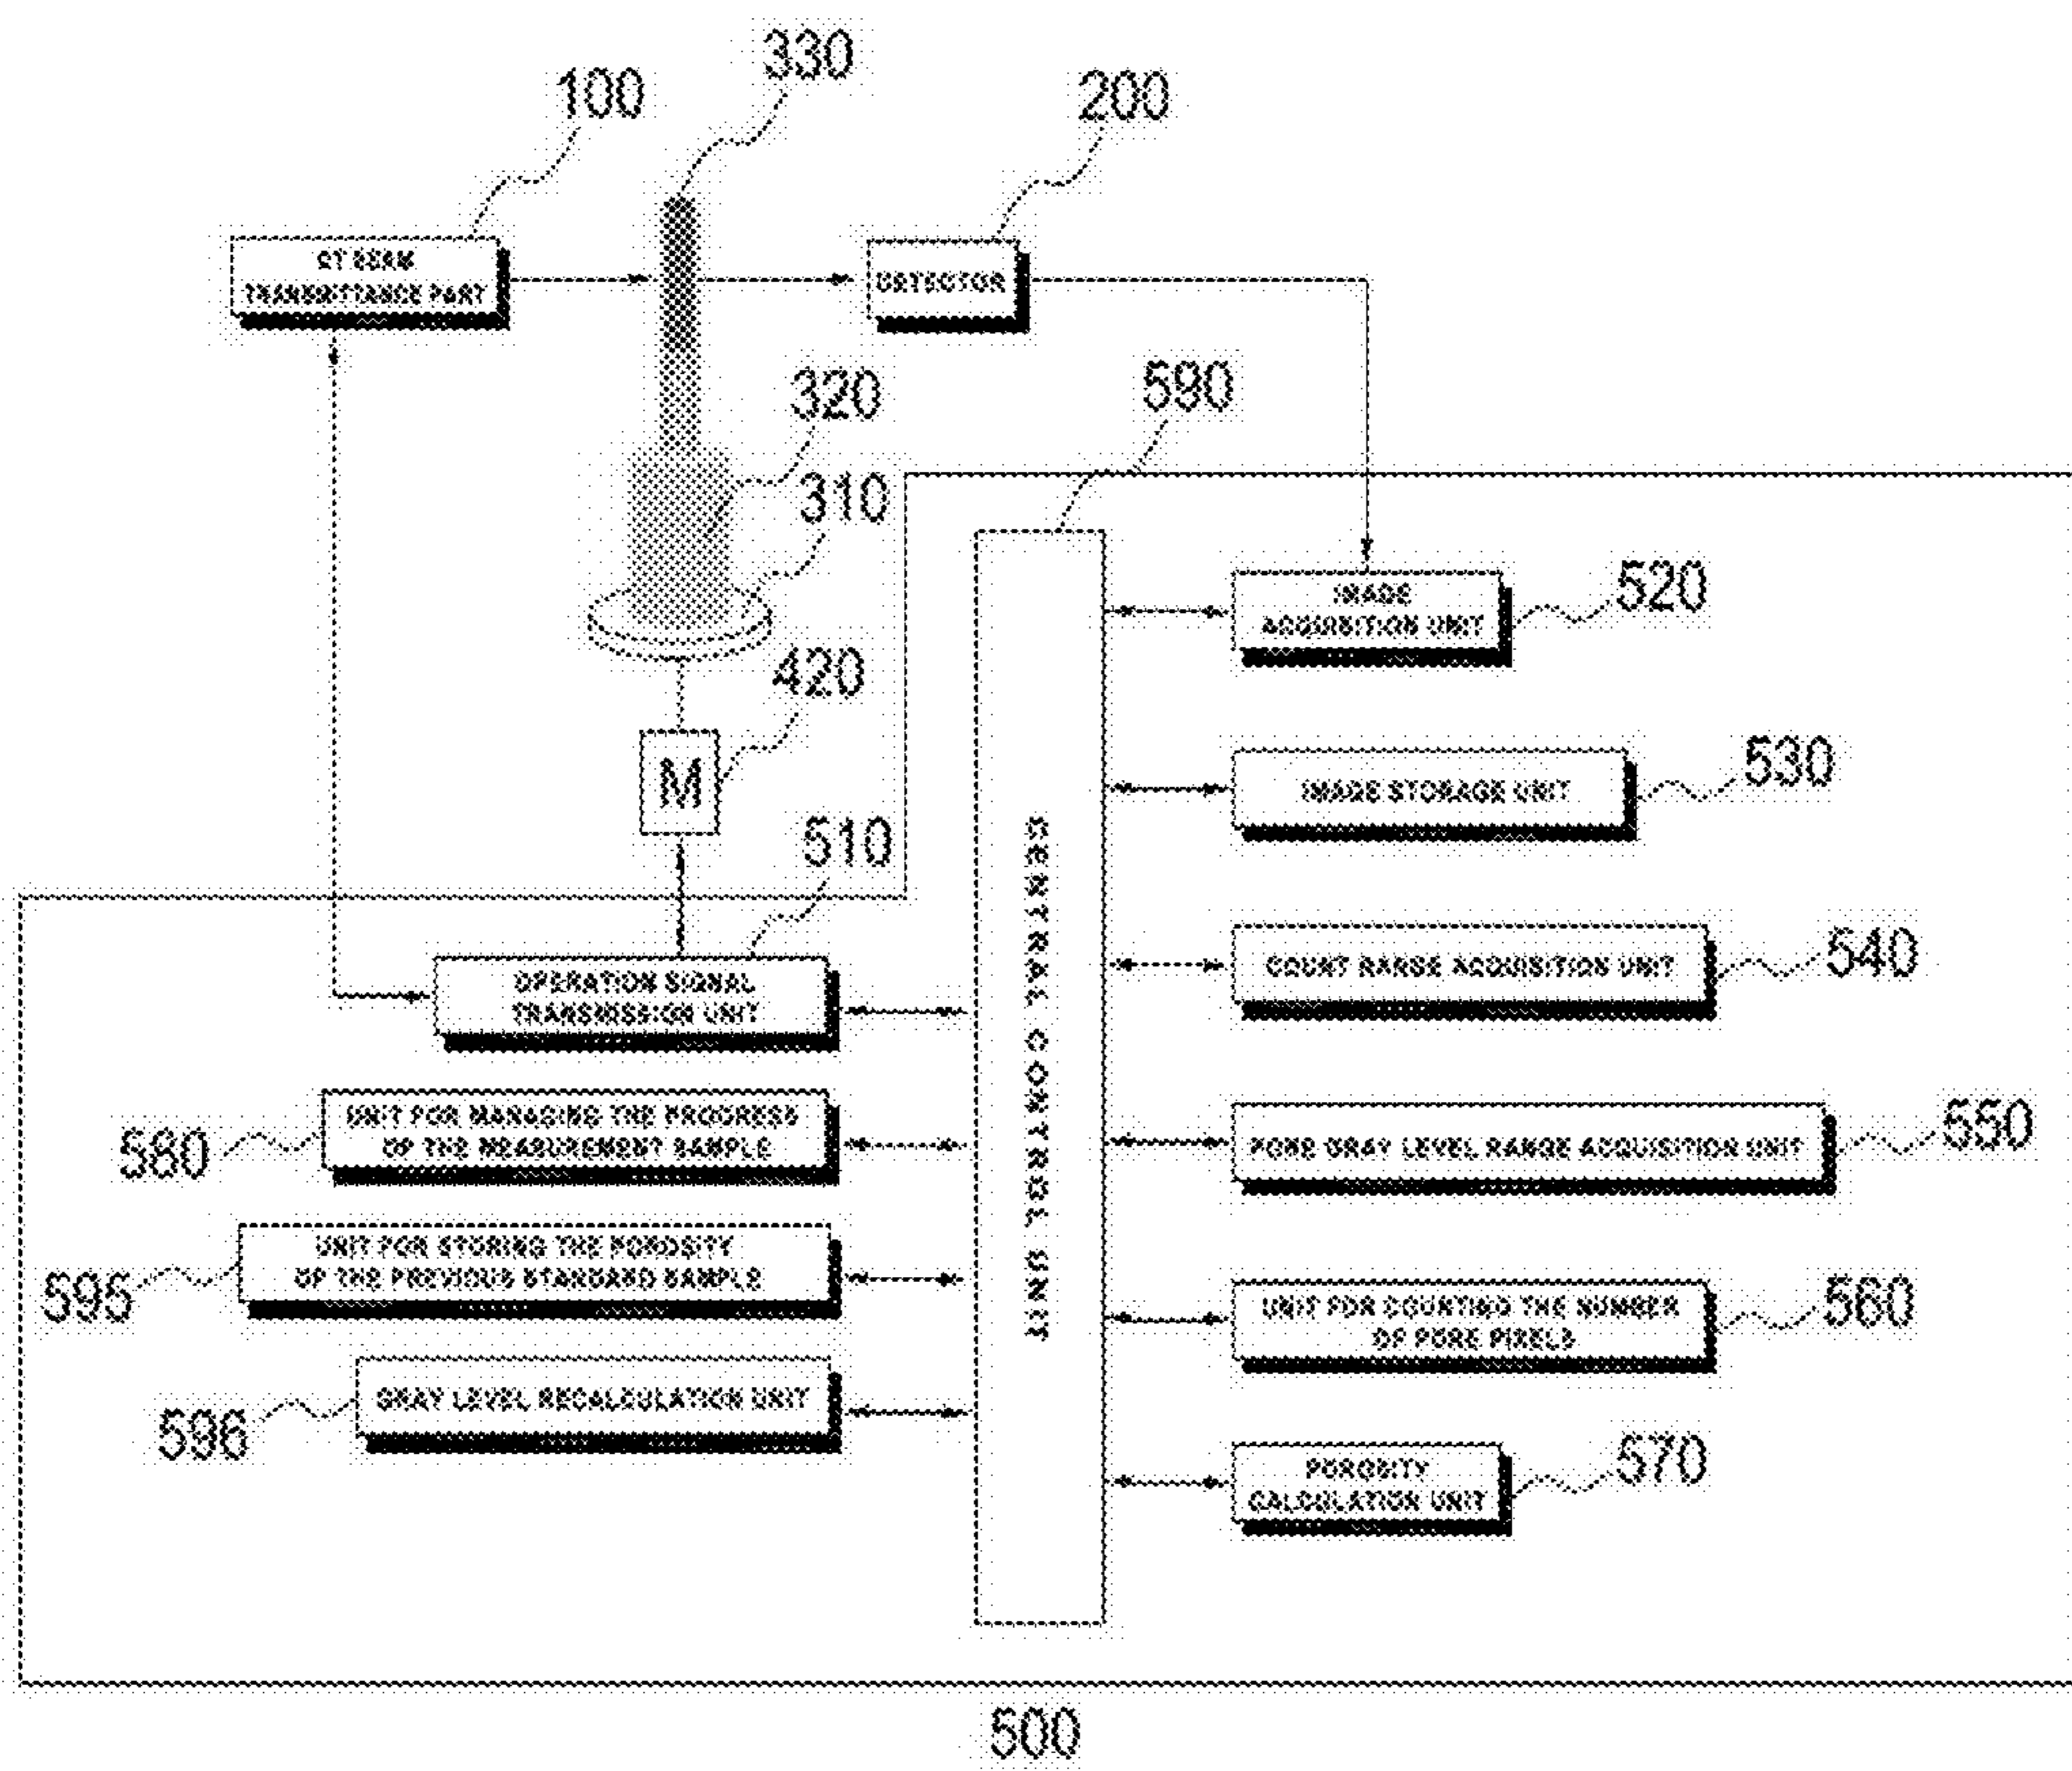 330
100
200
CT BEAM
TRANSMITTANCE PART
DETECTOR
320
590
310
IMAGE
ACQUISITION UNIT
520
420
M
IMAGE STORAGE UNIT
530
510
COUNT RANGE ACQUISITION UNIT
540
OPERATION SIGNAL
TRANSMISSION UNIT
CENTRAL CONTROL UNIT
UNIT FOR MANAGING THE PROGRESS
OF THE MEASUREMENT SAMPLE
580
PORE GRAY LEVEL RANGE ACQUISITION UNIT
550
UNIT FOR STORING THE POROSITY
OF THE PREVIOUS STANDARD SAMPLE
595
UNIT FOR COUNTING THE NUMBER
OF PORE PIXELS
560
GRAY LEVEL RECALCULATION UNIT
596
POROSITY
CALCULATION UNIT
570
500